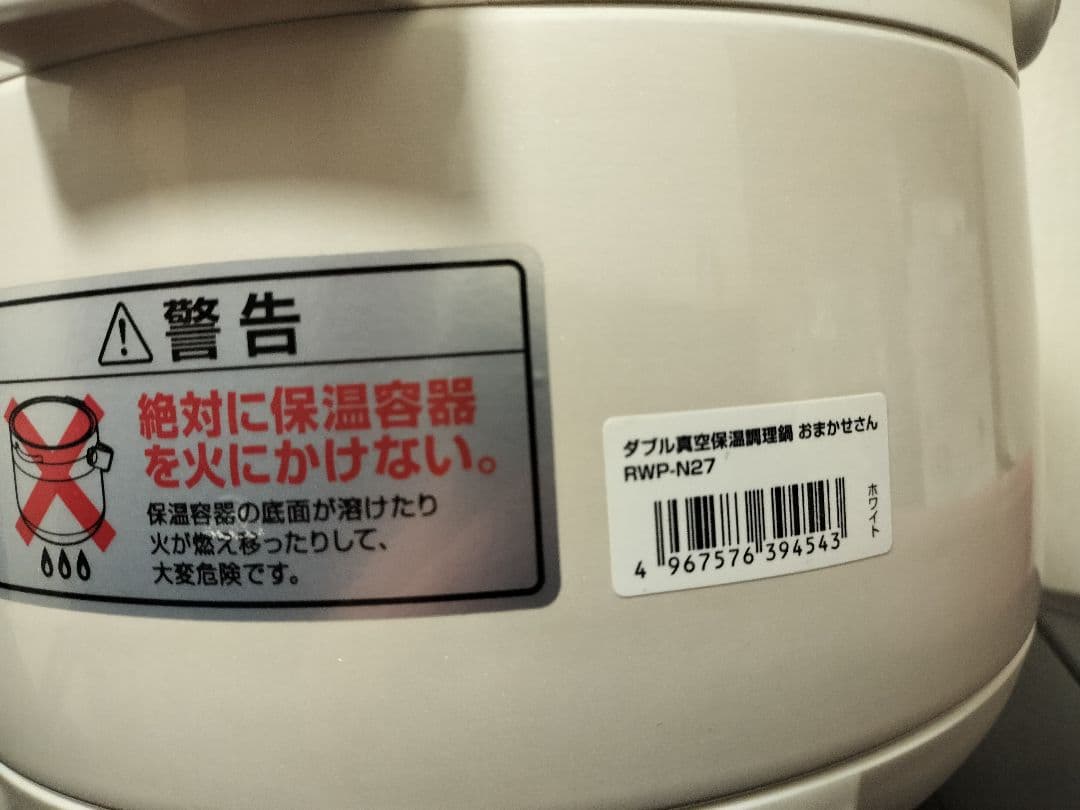 警告
絶対に保温容器
を火にかけない。
保温容器の底面が溶けたり
火が燃え移ったりして、
大変危険です。
ダブル真空保温調理鍋 おまかせさん
RWP-N27
ホワイト
4 967576 394543